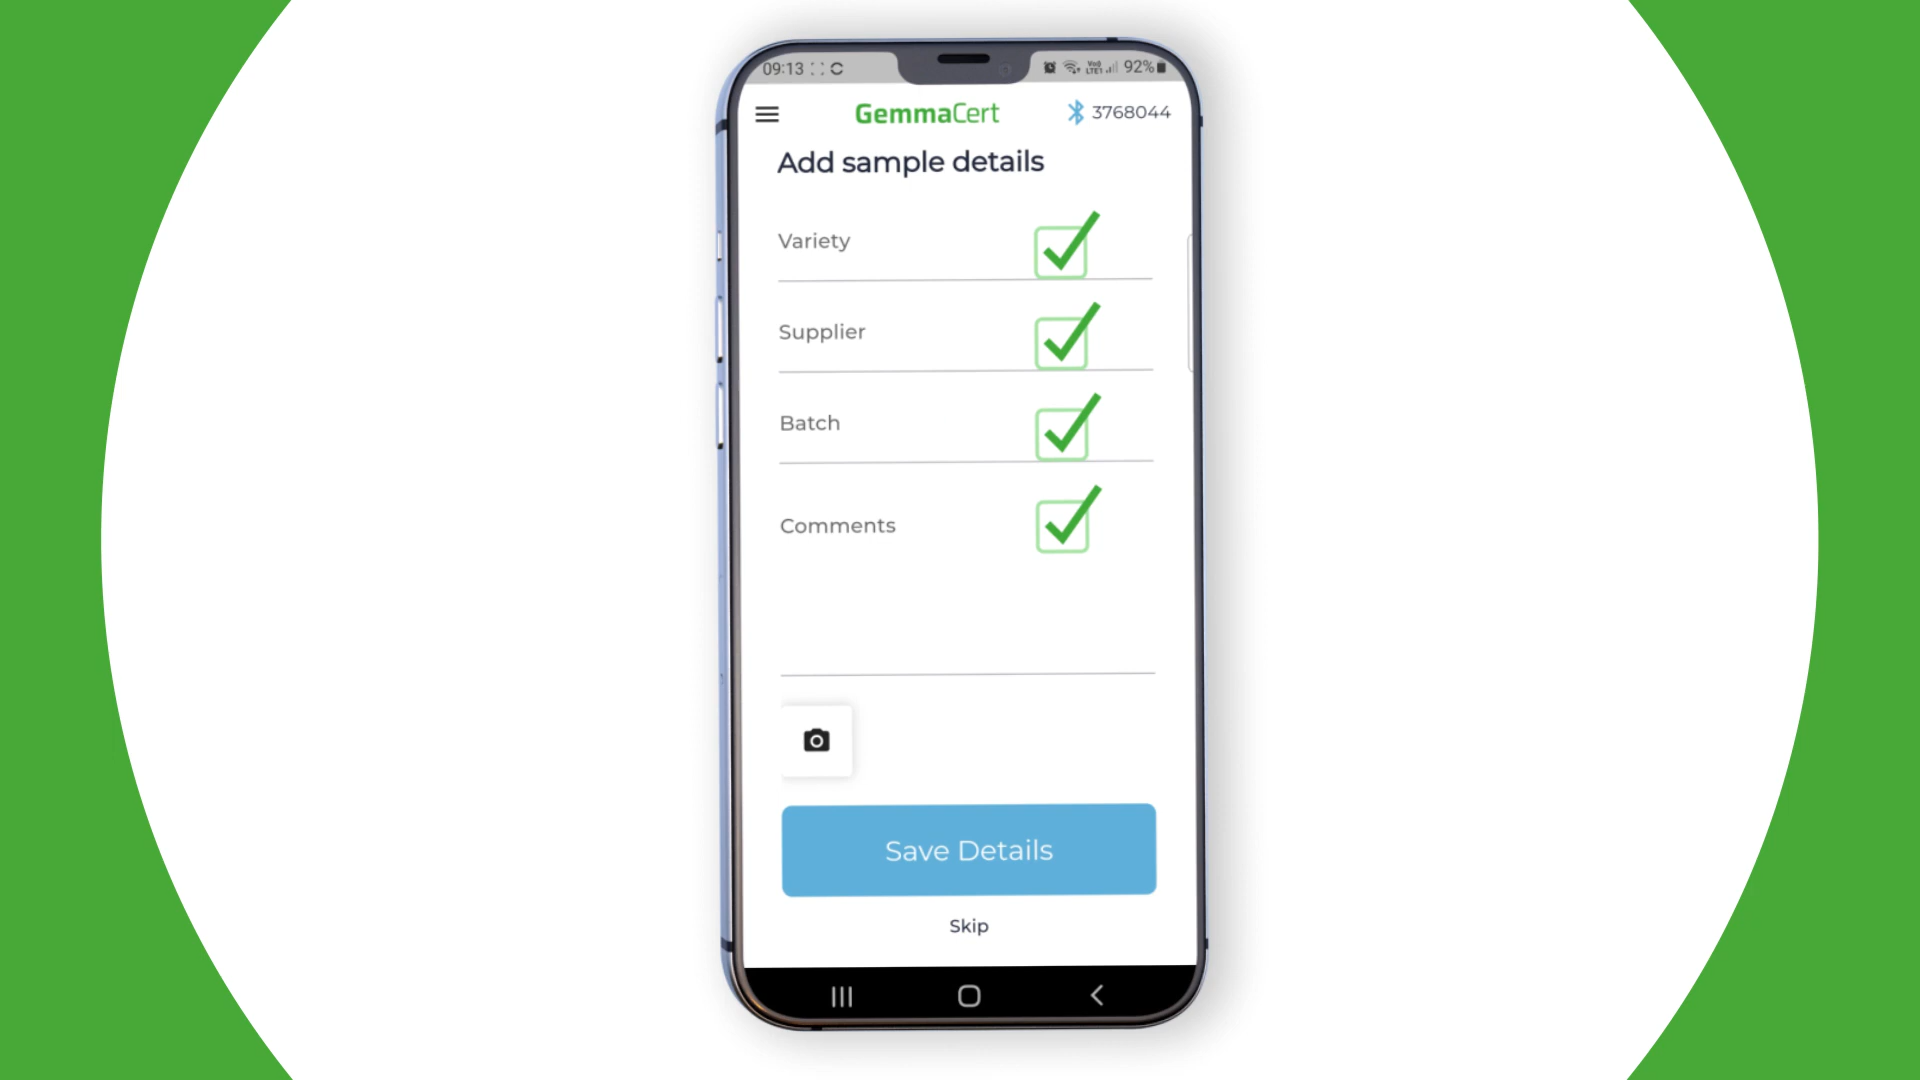 09:13 92%
GemmaCert 3768044
Add sample details
Variety
Supplier
Batch
Comments
Save Details
Skip